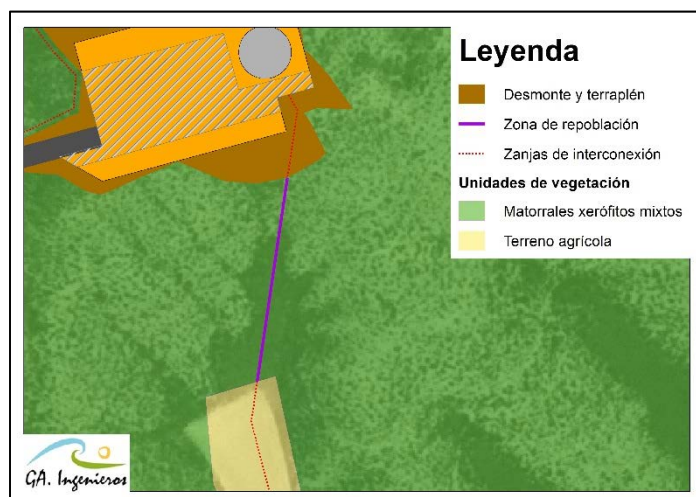 Leyenda
Desmonte y terraplén
Zona de repoblación
Zanjas de interconexión
Unidades de vegetación
Matorrales xerófitos mixtos
Terreno agrícola
GA. Ingenieros